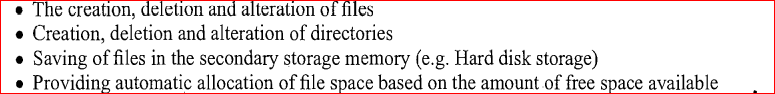 • The creation, deletion and alteration of files
• Creation, deletion and alteration of directories
• Saving of files in the secondary storage memory (e.g. Hard disk storage)
• Providing automatic allocation of file space based on the amount of free space available